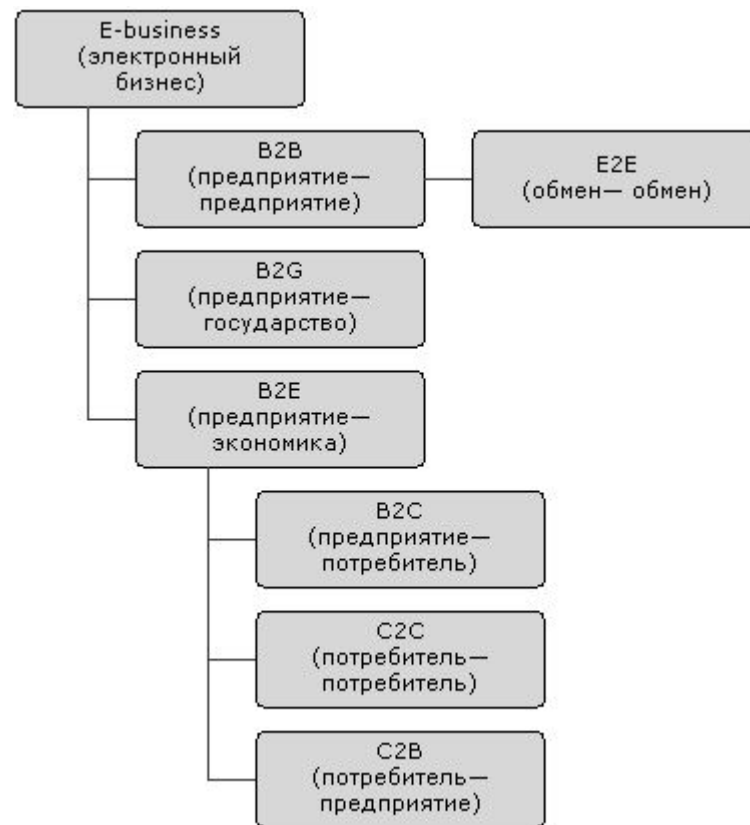 E-business
(электронный
бизнес)
B2B
(предприятие—
предприятие)
E2E
(обмен— обмен)
B2G
(предприятие—
государство)
B2E
(предприятие—
экономика)
B2C
(предприятие—
потребитель)
C2C
(потребитель—
потребитель)
C2B
(потребитель—
предприятие)